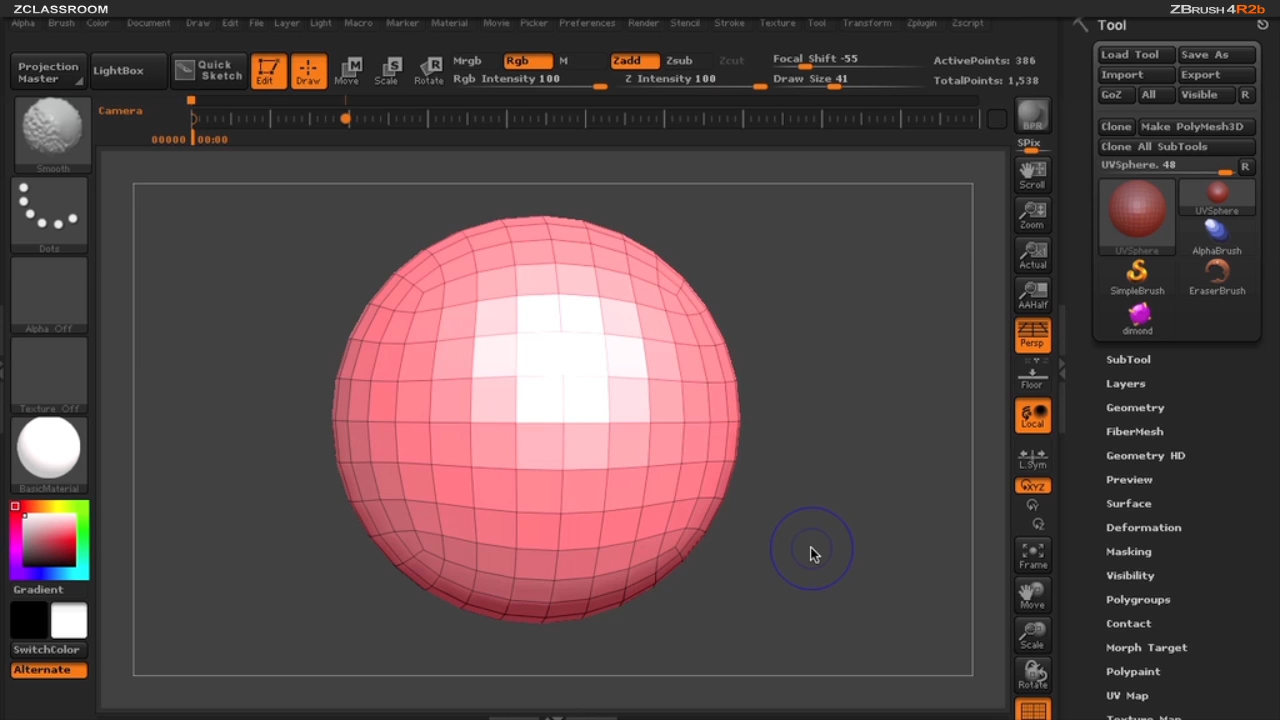 ZCLASSROOM
ZBRUSH 4R2b
Alpha Brush Color Document Draw Edit File Layer Light Macro Marker Material Movie Picker Preferences Render Stencil Stroke Texture Tool Transform Zplugin Zscript
Tool
Projection Master
LightBox
Quick Sketch
Edit
Draw
Move
Scale
Rotate
Mrgb
Rgb
M
Rgb Intensity 100
Zadd
Zsub
Zcut
Z Intensity 100
Focal Shift -55
Draw Size 41
ActivePoints: 386
TotalPoints: 1,538
Camera
00000
00:00
Smooth
Dots
Alpha Off
Texture Off
BasicMaterial
Gradient
SwitchColor
Alternate
BPR
SPix
Scroll
Zoom
Actual
AAHalf
Persp
Floor
Local
L.Sym
XYZ
Y
Z
Frame
Move
Scale
Rotate
Load Tool
Save As
Import
Export
GoZ
All
Visible
R
Clone
Make PolyMesh3D
Clone All SubTools
UVSphere. 48
R
UVSphere
UVSphere
AlphaBrush
SimpleBrush
EraserBrush
dimond
SubTool
Layers
Geometry
FiberMesh
Geometry HD
Preview
Surface
Deformation
Masking
Visibility
Polygroups
Contact
Morph Target
Polypaint
UV Map
Texture Map